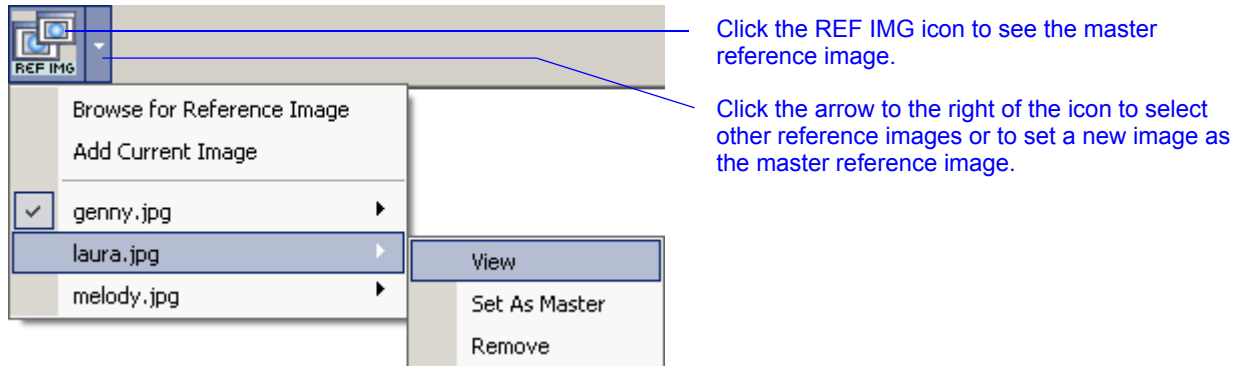 REF IMG
Click the REF IMG icon to see the master
reference image.
Click the arrow to the right of the icon to select
other reference images or to set a new image as
the master reference image.
Browse for Reference Image
Add Current Image
genny.jpg
laura.jpg
melody.jpg
View
Set As Master
Remove